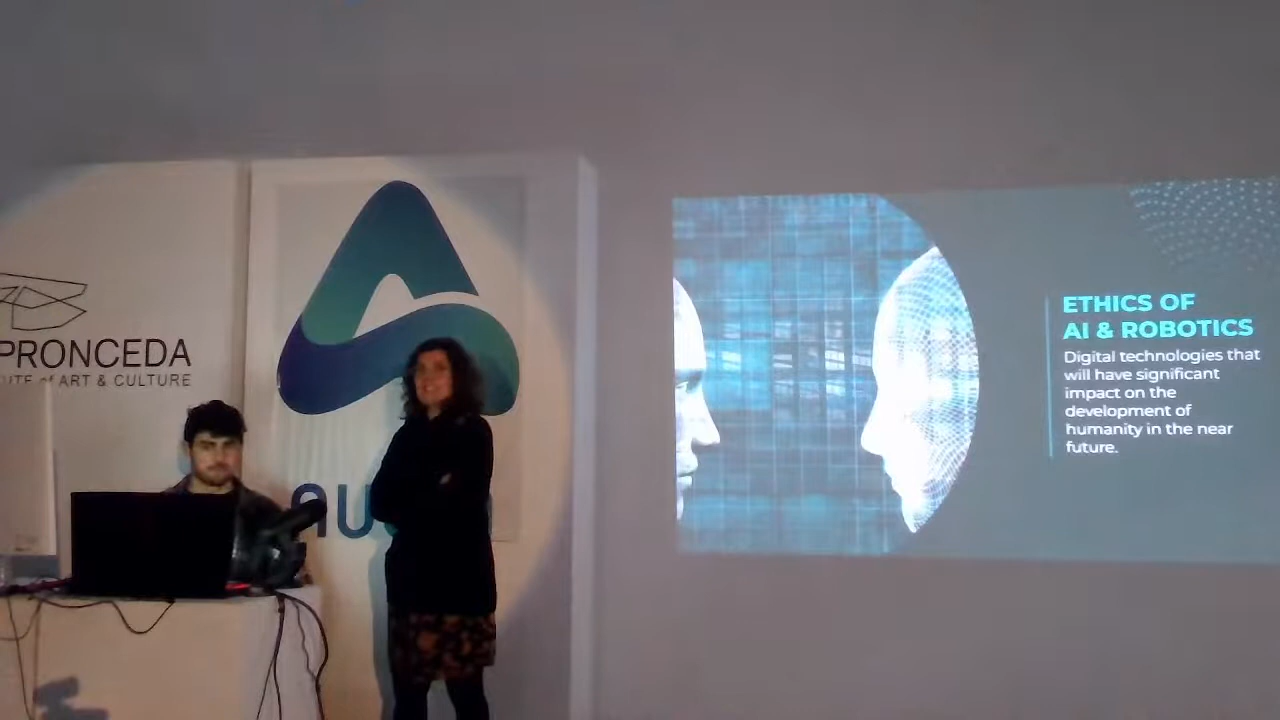 PRONCEDA
ART & CULTURE
ETHICS OF
AI & ROBOTICS
Digital technologies that
will have significant
impact on the
development of
humanity in the near
future.